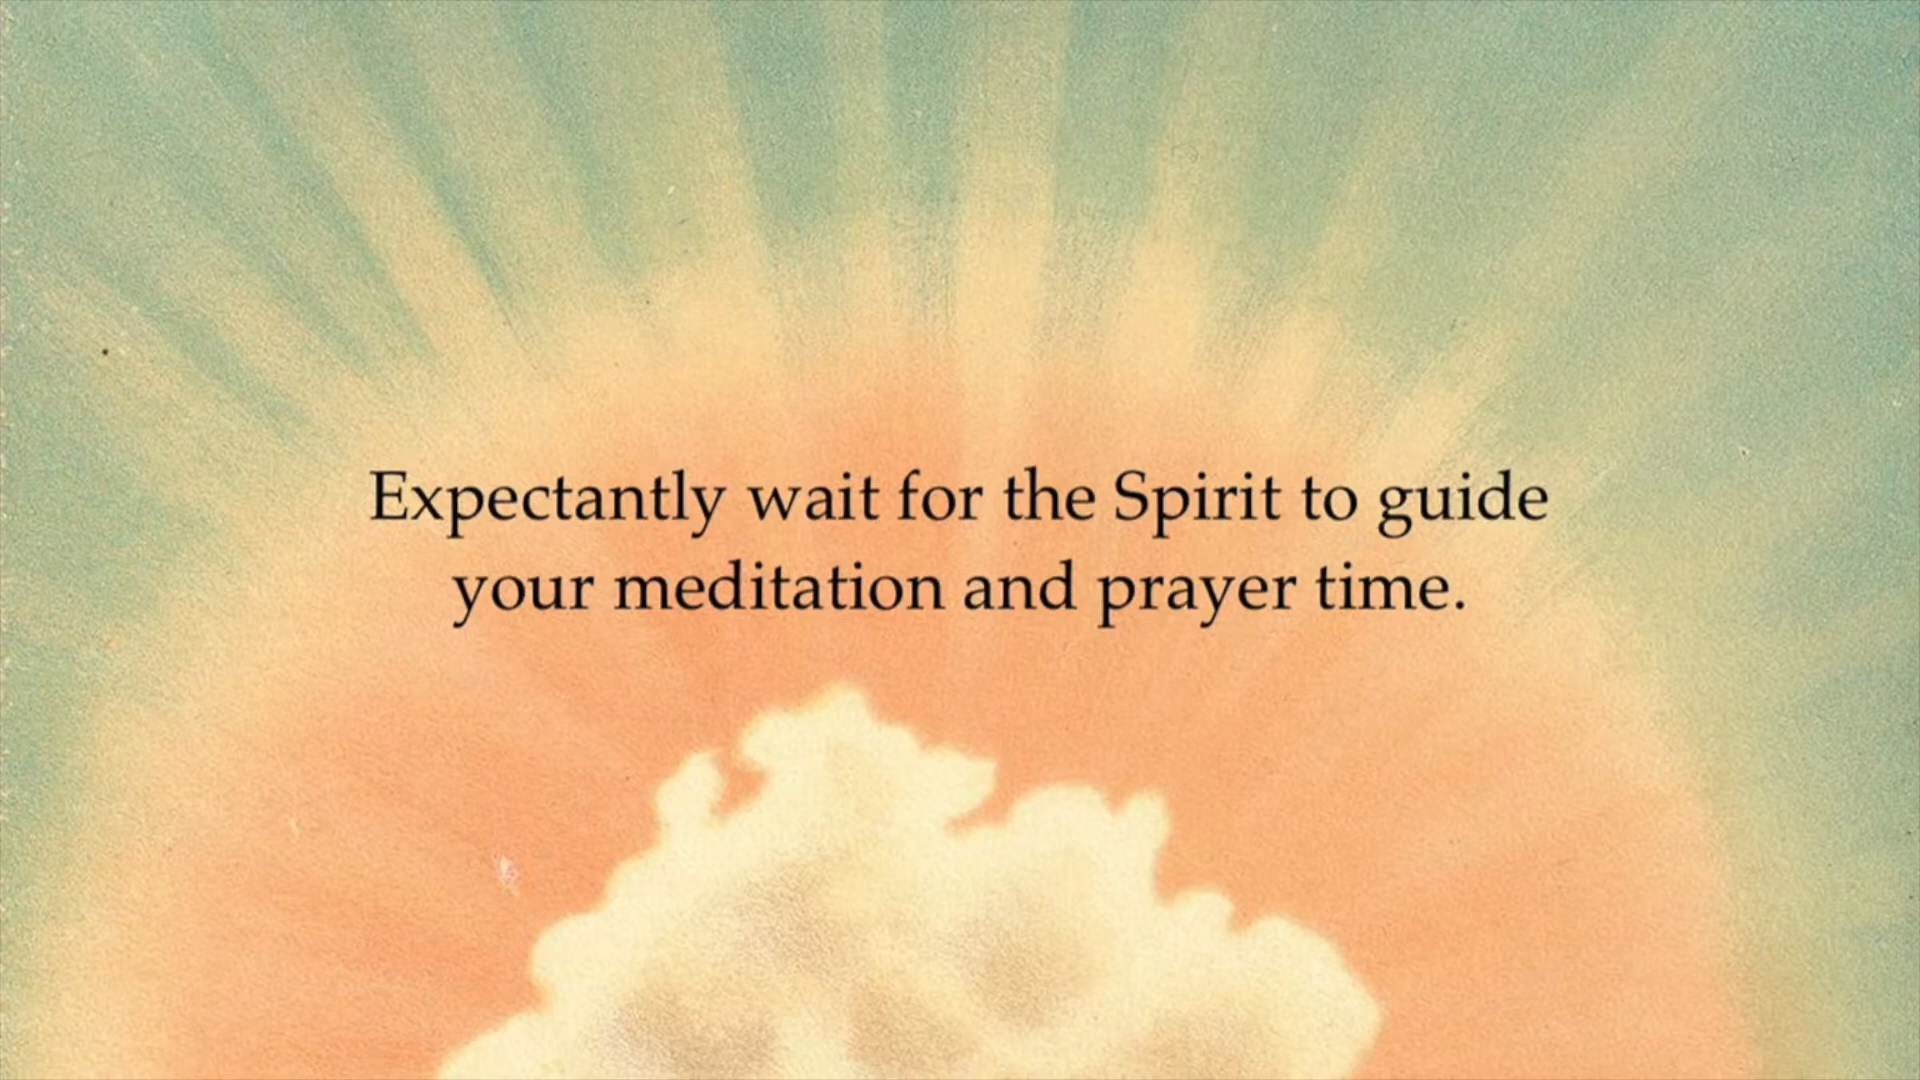 Expectantly wait for the Spirit to guide
your meditation and prayer time.